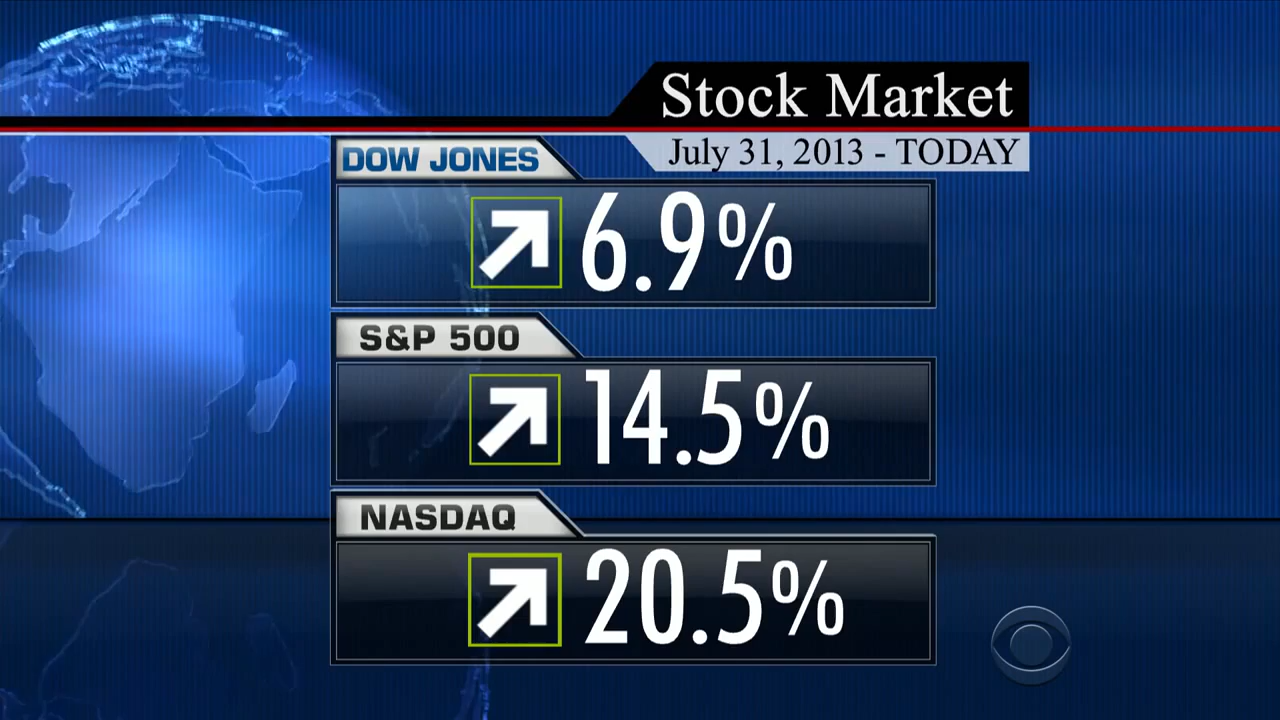 Stock Market
July 31, 2013 - TODAY
DOW JONES
6.9%
S&P 500
14.5%
NASDAQ
20.5%